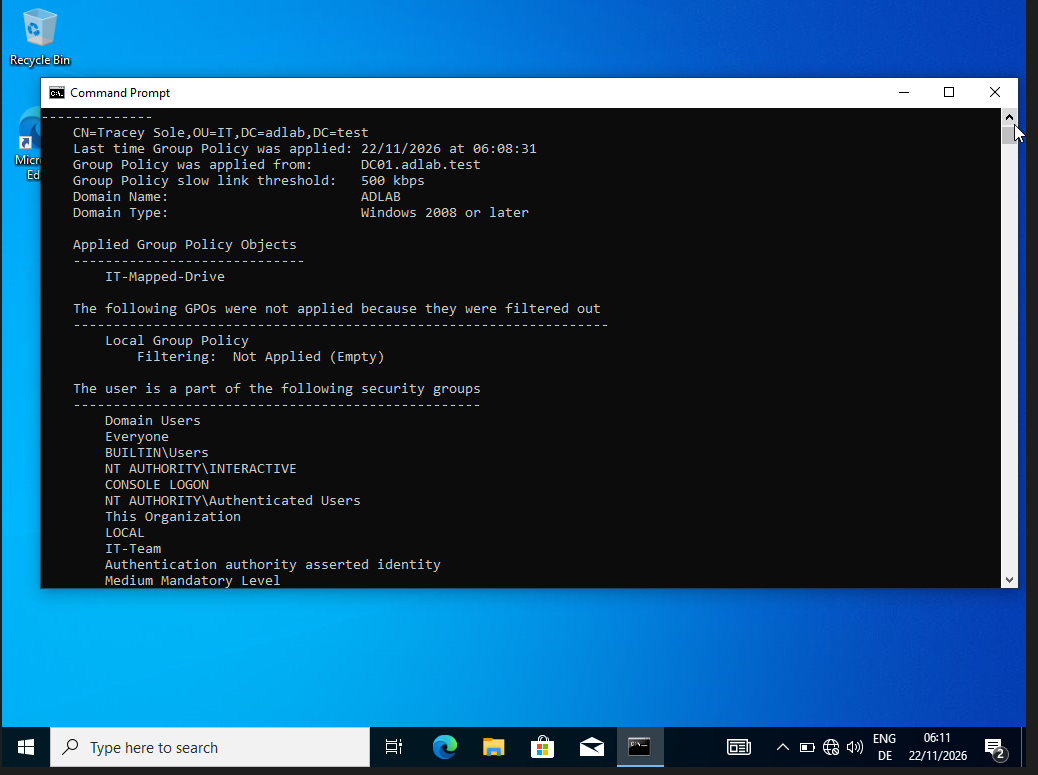 Recycle Bin
Command Prompt
--------------
CN=Tracey Sole,OU=IT,DC=adlab,DC=test
Last time Group Policy was applied: 22/11/2026 at 06:08:31
Group Policy was applied from:      DC01.adlab.test
Group Policy slow link threshold:   500 kbps
Domain Name:                        ADLAB
Domain Type:                        Windows 2008 or later
Applied Group Policy Objects
-----------------------------
IT-Mapped-Drive
The following GPOs were not applied because they were filtered out
-------------------------------------------------------------------
Local Group Policy
Filtering:  Not Applied (Empty)
The user is a part of the following security groups
---------------------------------------------------
Domain Users
Everyone
BUILTIN\Users
NT AUTHORITY\INTERACTIVE
CONSOLE LOGON
NT AUTHORITY\Authenticated Users
This Organization
LOCAL
IT-Team
Authentication authority asserted identity
Medium Mandatory Level
Micr
Ed
Type here to search
ENG
DE
06:11
22/11/2026
2